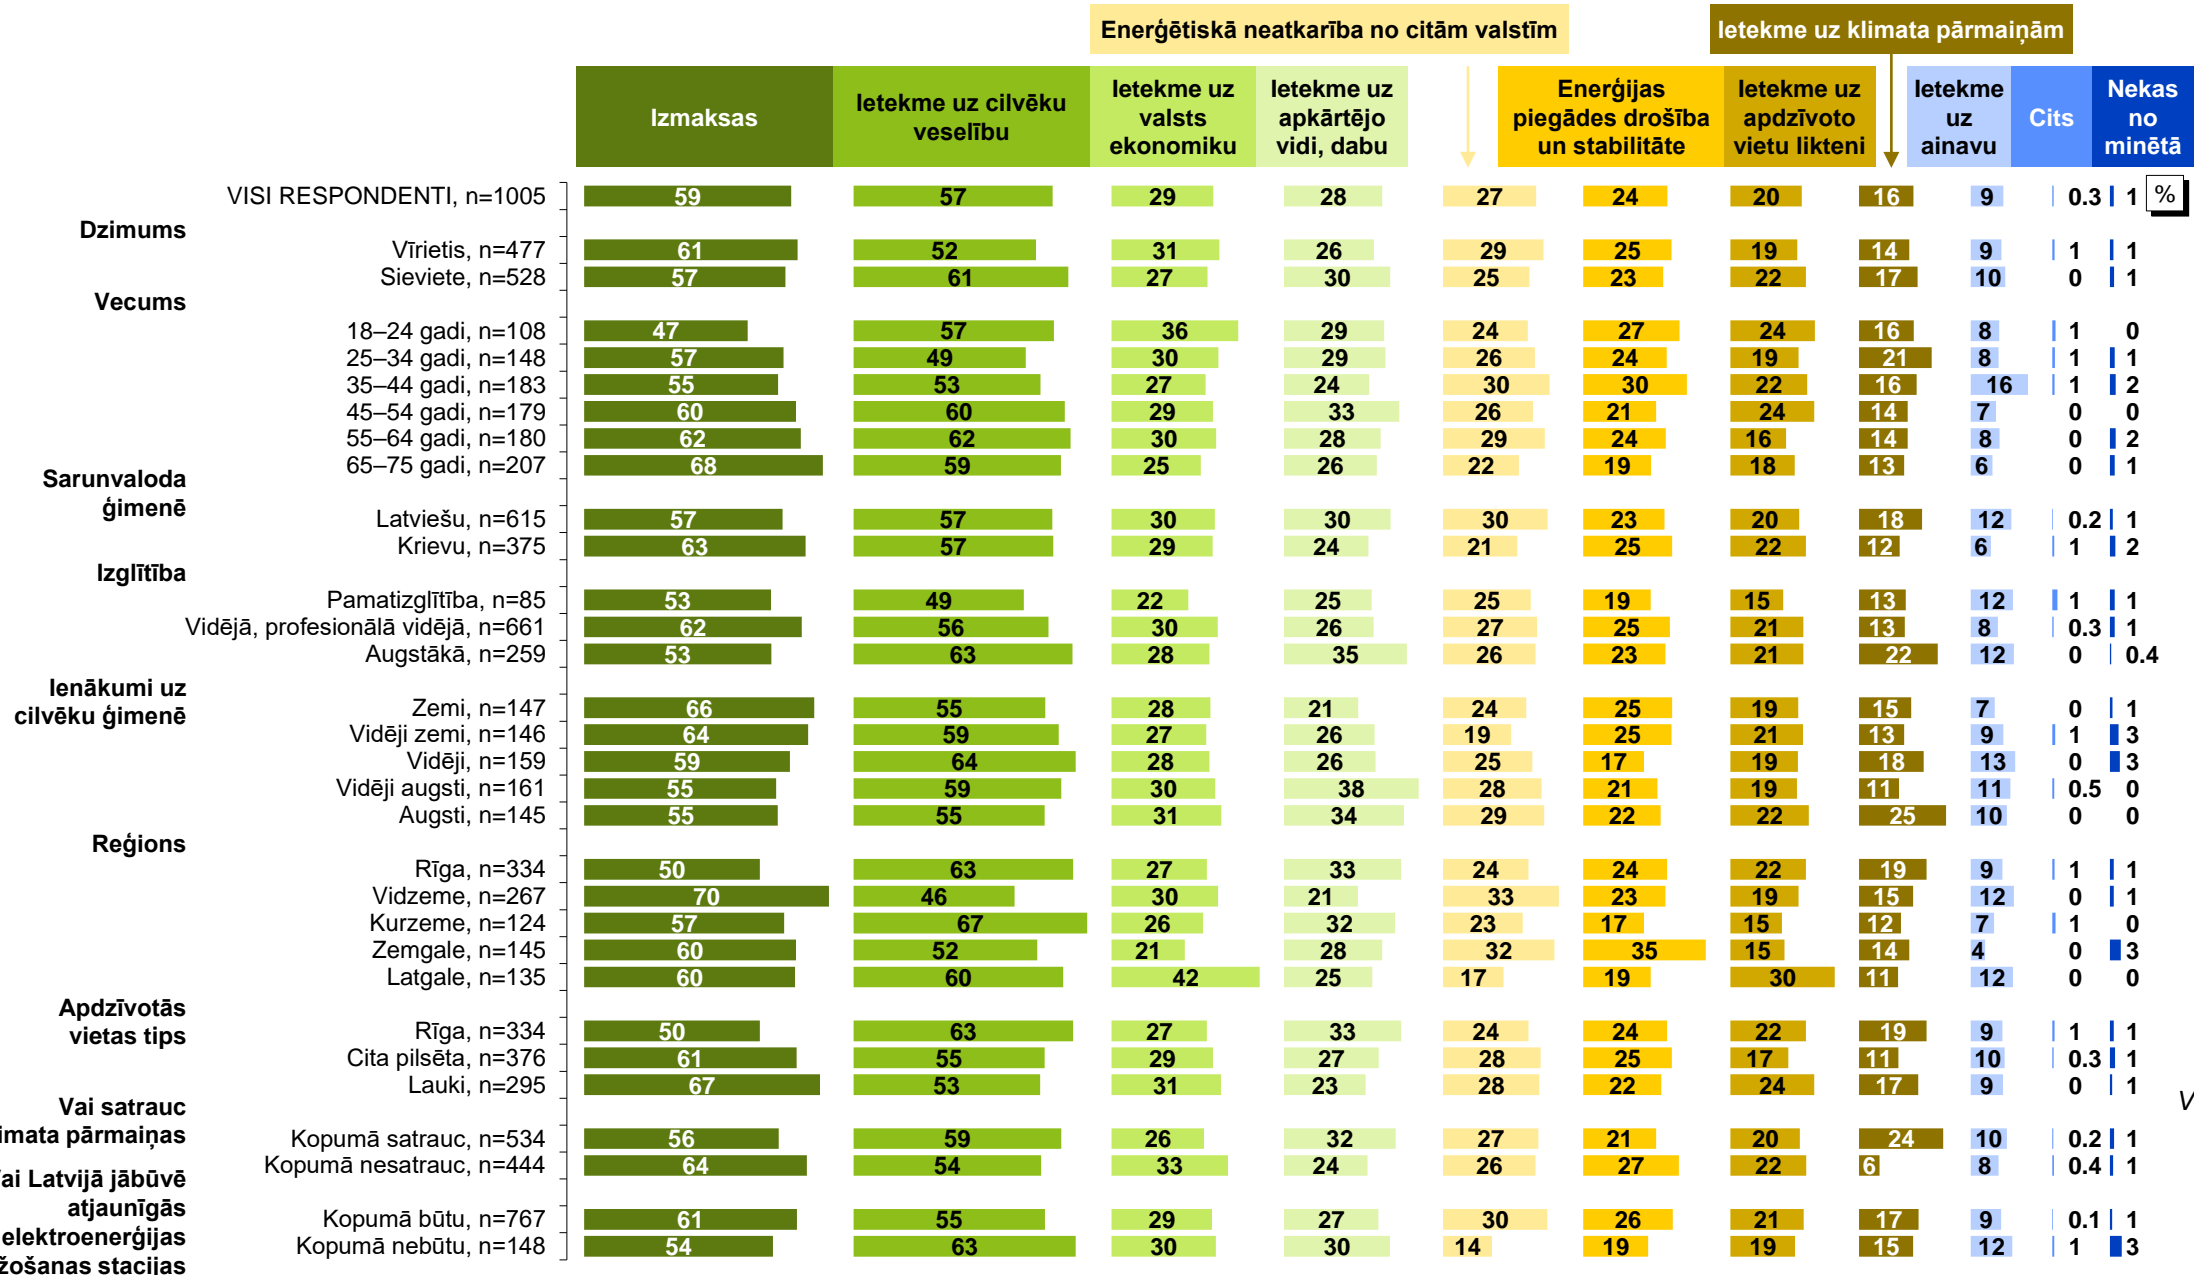 Enerģētiskā neatkarība no citām valstīm
Ietekme uz klimata pārmaiņām
Izmaksas
Ietekme uz cilvēku
veselību
Ietekme uz
valsts
ekonomiku
Ietekme uz
apkārtējo
vidi, dabu
Enerģijas
piegādes drošība
un stabilitāte
Ietekme uz
apdzīvoto
vietu likteni
Ietekme
uz
ainavu
Cits
Nekas
no
minētā
VISI RESPONDENTI, n=1005 59 57 29 28 27 24 20 16 9 0.3 1 %
Dzimums
Vīrietis, n=477 61 52 31 26 29 25 19 14 9 1 1
Sieviete, n=528 57 61 27 30 25 23 22 17 10 0 1
Vecums
18–24 gadi, n=108 47 57 36 29 24 27 24 16 8 1 0
25–34 gadi, n=148 57 49 30 29 26 24 19 21 8 1 1
35–44 gadi, n=183 55 53 27 24 30 30 22 16 16 1 2
45–54 gadi, n=179 60 60 29 33 26 21 24 14 7 0 0
55–64 gadi, n=180 62 62 30 28 29 24 16 14 8 0 2
65–75 gadi, n=207 68 59 25 26 22 19 18 13 6 0 1
Sarunvaloda
ģimenē
Latviešu, n=615 57 57 30 30 30 23 20 18 12 0.2 1
Krievu, n=375 63 57 29 24 21 25 22 12 6 1 2
Izglītība
Pamatizglītība, n=85 53 49 22 25 25 19 15 13 12 1 1
Vidējā, profesionālā vidējā, n=661 62 56 30 26 27 25 21 13 8 0.3 1
Augstākā, n=259 53 63 28 35 26 23 21 22 12 0 0.4
Ienākumi uz
cilvēku ģimenē
Zemi, n=147 66 55 28 21 24 25 19 15 7 0 1
Vidēji zemi, n=146 64 59 27 26 19 25 21 13 9 1 3
Vidēji, n=159 59 64 28 26 25 17 19 18 13 0 3
Vidēji augsti, n=161 55 59 30 38 28 21 19 11 11 0.5 0
Augsti, n=145 55 55 31 34 29 22 22 25 10 0 0
Reģions
Rīga, n=334 50 63 27 33 24 24 22 19 9 1 1
Vidzeme, n=267 70 46 30 21 33 23 19 15 12 0 1
Kurzeme, n=124 57 67 26 32 23 17 15 12 7 1 0
Zemgale, n=145 60 52 21 28 32 35 15 14 4 0 3
Latgale, n=135 60 60 42 25 17 19 30 11 12 0 0
Apdzīvotās
vietas tips
Rīga, n=334 50 63 27 33 24 24 22 19 9 1 1
Cita pilsēta, n=376 61 55 29 27 28 25 17 11 10 0.3 1
Lauki, n=295 67 53 31 23 28 22 24 17 9 0 1
V
Vai satrauc
imata pārmaiņas
Kopumā satrauc, n=534 56 59 26 32 27 21 20 24 10 0.2 1
Kopumā nesatrauc, n=444 64 54 33 24 26 27 22 6 8 0.4 1
ai Latvijā jābūvē
atjaunīgās
elektroenerģijas
žošanas stacijas
Kopumā būtu, n=767 61 55 29 27 30 26 21 17 9 0.1 1
Kopumā nebūtu, n=148 54 63 30 30 14 19 19 15 12 1 3